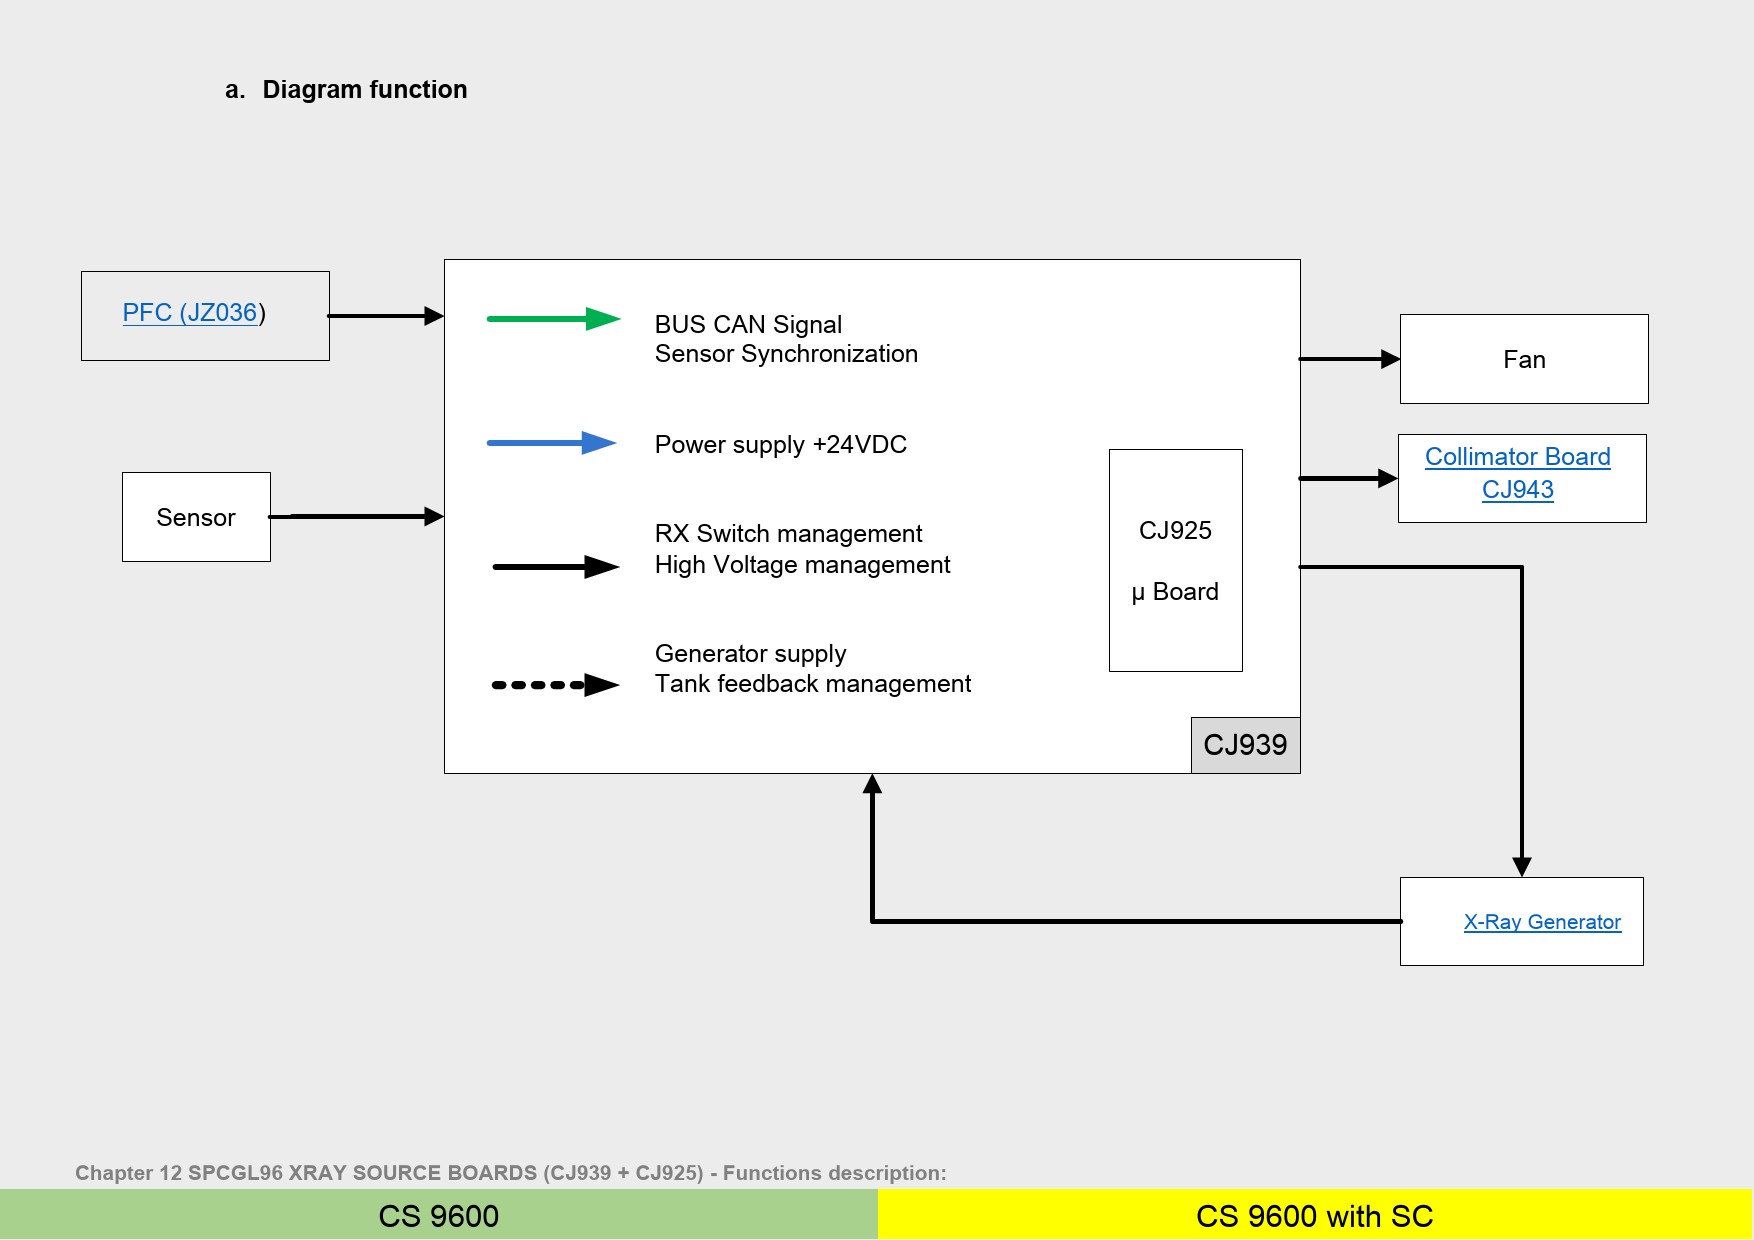 a. Diagram function
PFC (JZ036)
Sensor
BUS CAN Signal
Sensor Synchronization
Power supply +24VDC
RX Switch management
High Voltage management
Generator supply
Tank feedback management
CJ925
µ Board
CJ939
Fan
Collimator Board
CJ943
X-Ray Generator
Chapter 12 SPCGL96 XRAY SOURCE BOARDS (CJ939 + CJ925) - Functions description:
CS 9600
CS 9600 with SC